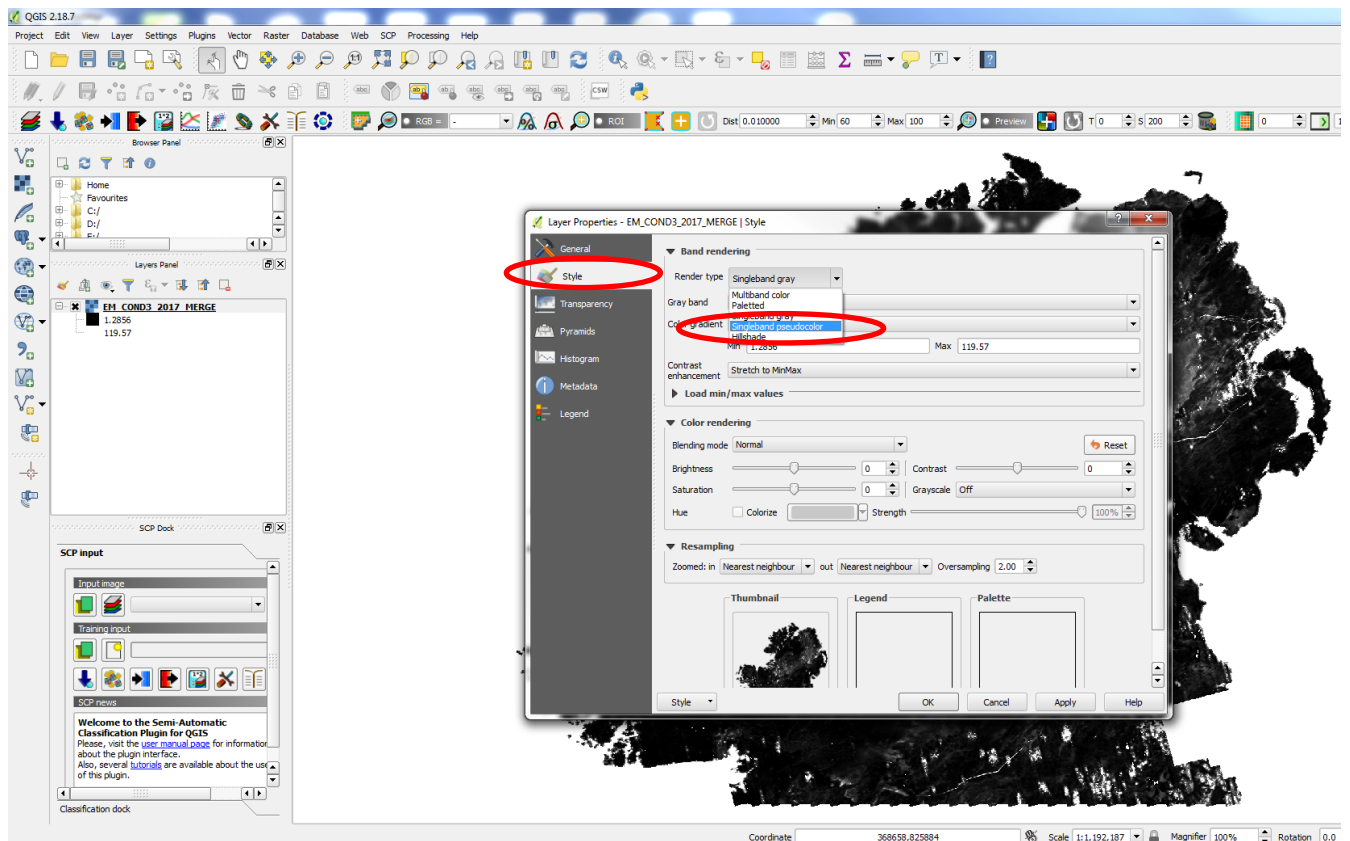 QGIS 2.18.7
Project Edit View Layer Settings Plugins Vector Raster Database Web SCP Processing Help
CSW
RGB = - ROI Dist 0.010000 Min 60 Max 100 Preview T 0 S 200 0
Browser Panel
Home
Favourites
C:/
D:/
Layers Panel
EM_COND3_2017_MERGE
1.2856
119.57
SCP Dock
SCP input
Input image
Training input
SCP news
Welcome to the Semi-Automatic
Classification Plugin for QGIS
Please, visit the user manual page for information
about the plugin interface.
Also, several tutorials are available about the use
of this plugin.
Classification dock
Layer Properties - EM_COND3_2017_MERGE | Style
General
Style
Transparency
Pyramids
Histogram
Metadata
Legend
Band rendering
Render type Singleband gray
Multiband color
Paletted
Singleband gray
Singleband pseudocolor
Hillshade
Gray band
Color gradient
Min 1.2856 Max 119.57
Contrast
enhancement Stretch to MinMax
Load min/max values
Color rendering
Blending mode Normal Reset
Brightness 0 Contrast 0
Saturation 0 Grayscale Off
Hue Colorize Strength 100%
Resampling
Zoomed: in Nearest neighbour out Nearest neighbour Oversampling 2.00
Thumbnail Legend Palette
Style OK Cancel Apply Help
Coordinate 368658,825884 Scale 1:1,192,187 Magnifier 100% Rotation 0.0